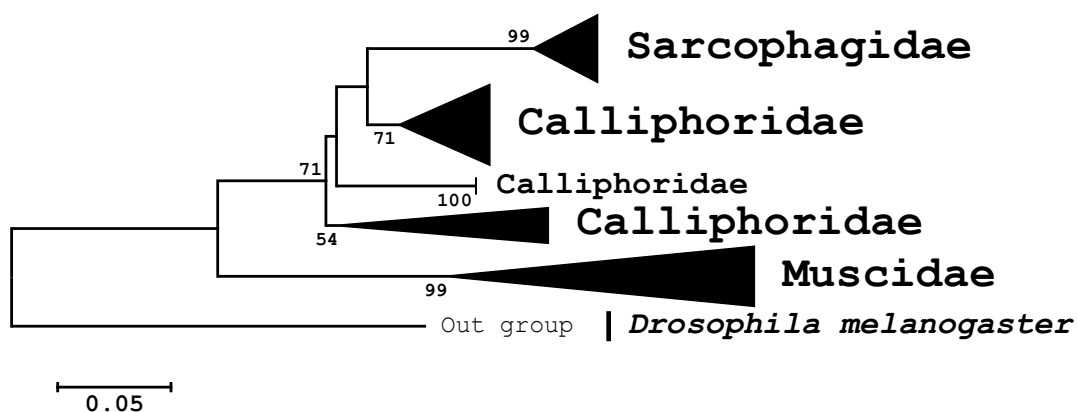 99 Sarcophagidae
71 Calliphoridae
71
100 Calliphoridae
54 Calliphoridae
99 Muscidae
Out group | Drosophila melanogaster
0.05